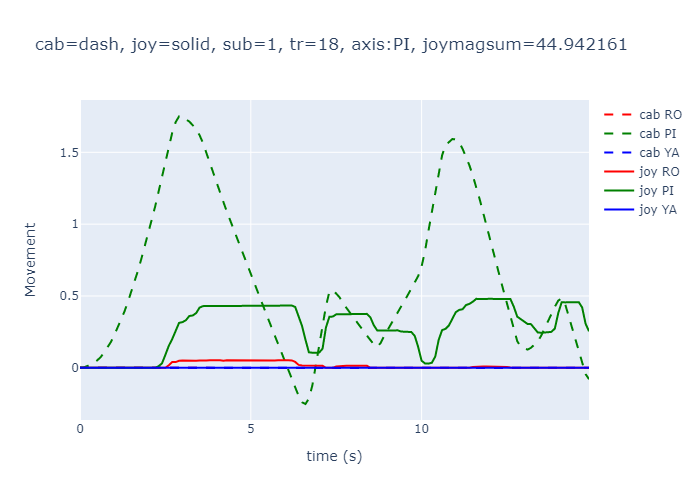 cab=dash, joy=solid, sub=1, tr=18, axis:PI, joymagsum=44.942161
cab RO
cab PI
cab YA
joy RO
joy PI
joy YA
Movement
1.5
1
0.5
0
0
5
10
time (s)